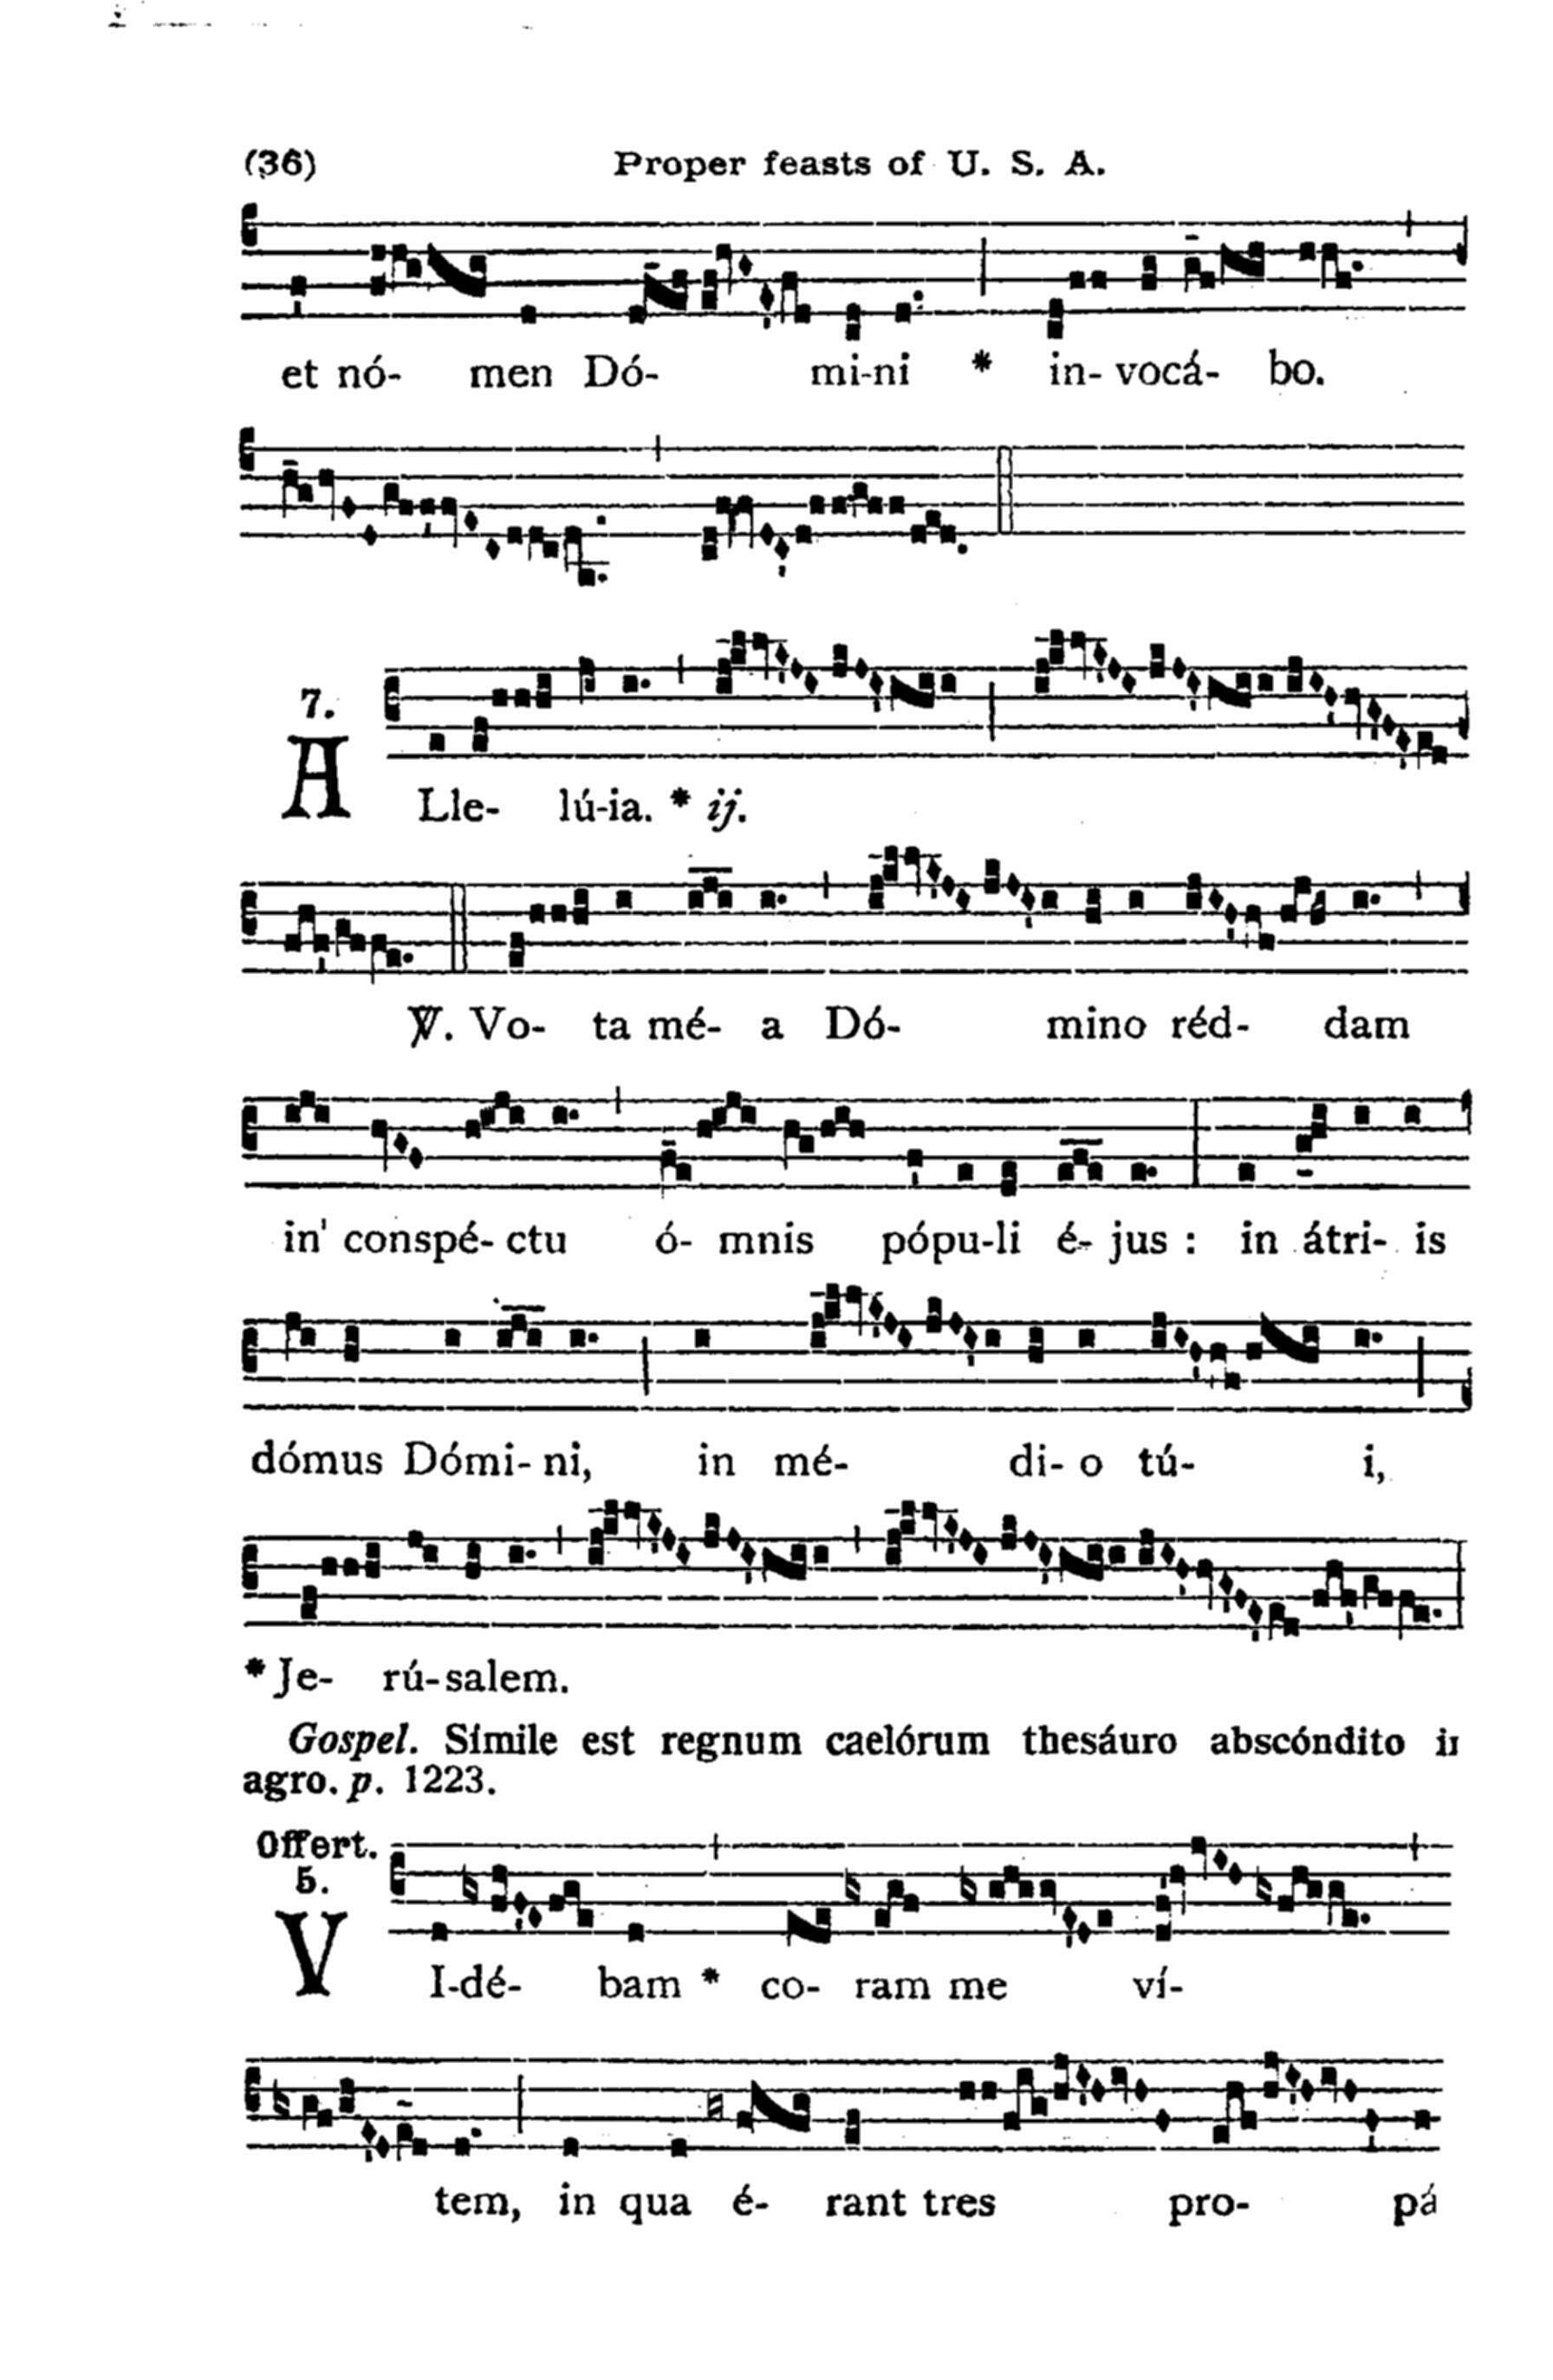 (36) Proper feasts of U. S. A.
et nó- men Dó- mi-ni * in- vocá- bo.
7.
A Lle- lú-ia. * ij.
℣. Vo- ta mé- a Dó- mino réd- dam
in' conspé- ctu ó- mnis pópu-li é- jus : in átri- is
dómus Dómi- ni, in mé- di- o tú- i,
* Je- rú-salem.
Gospel. Símile est regnum caelórum thesáuro abscóndito in
agro. p. 1223.
Offert.
5.
V I-dé- bam * co- ram me ví-
tem, in qua é- rant tres pro- pá